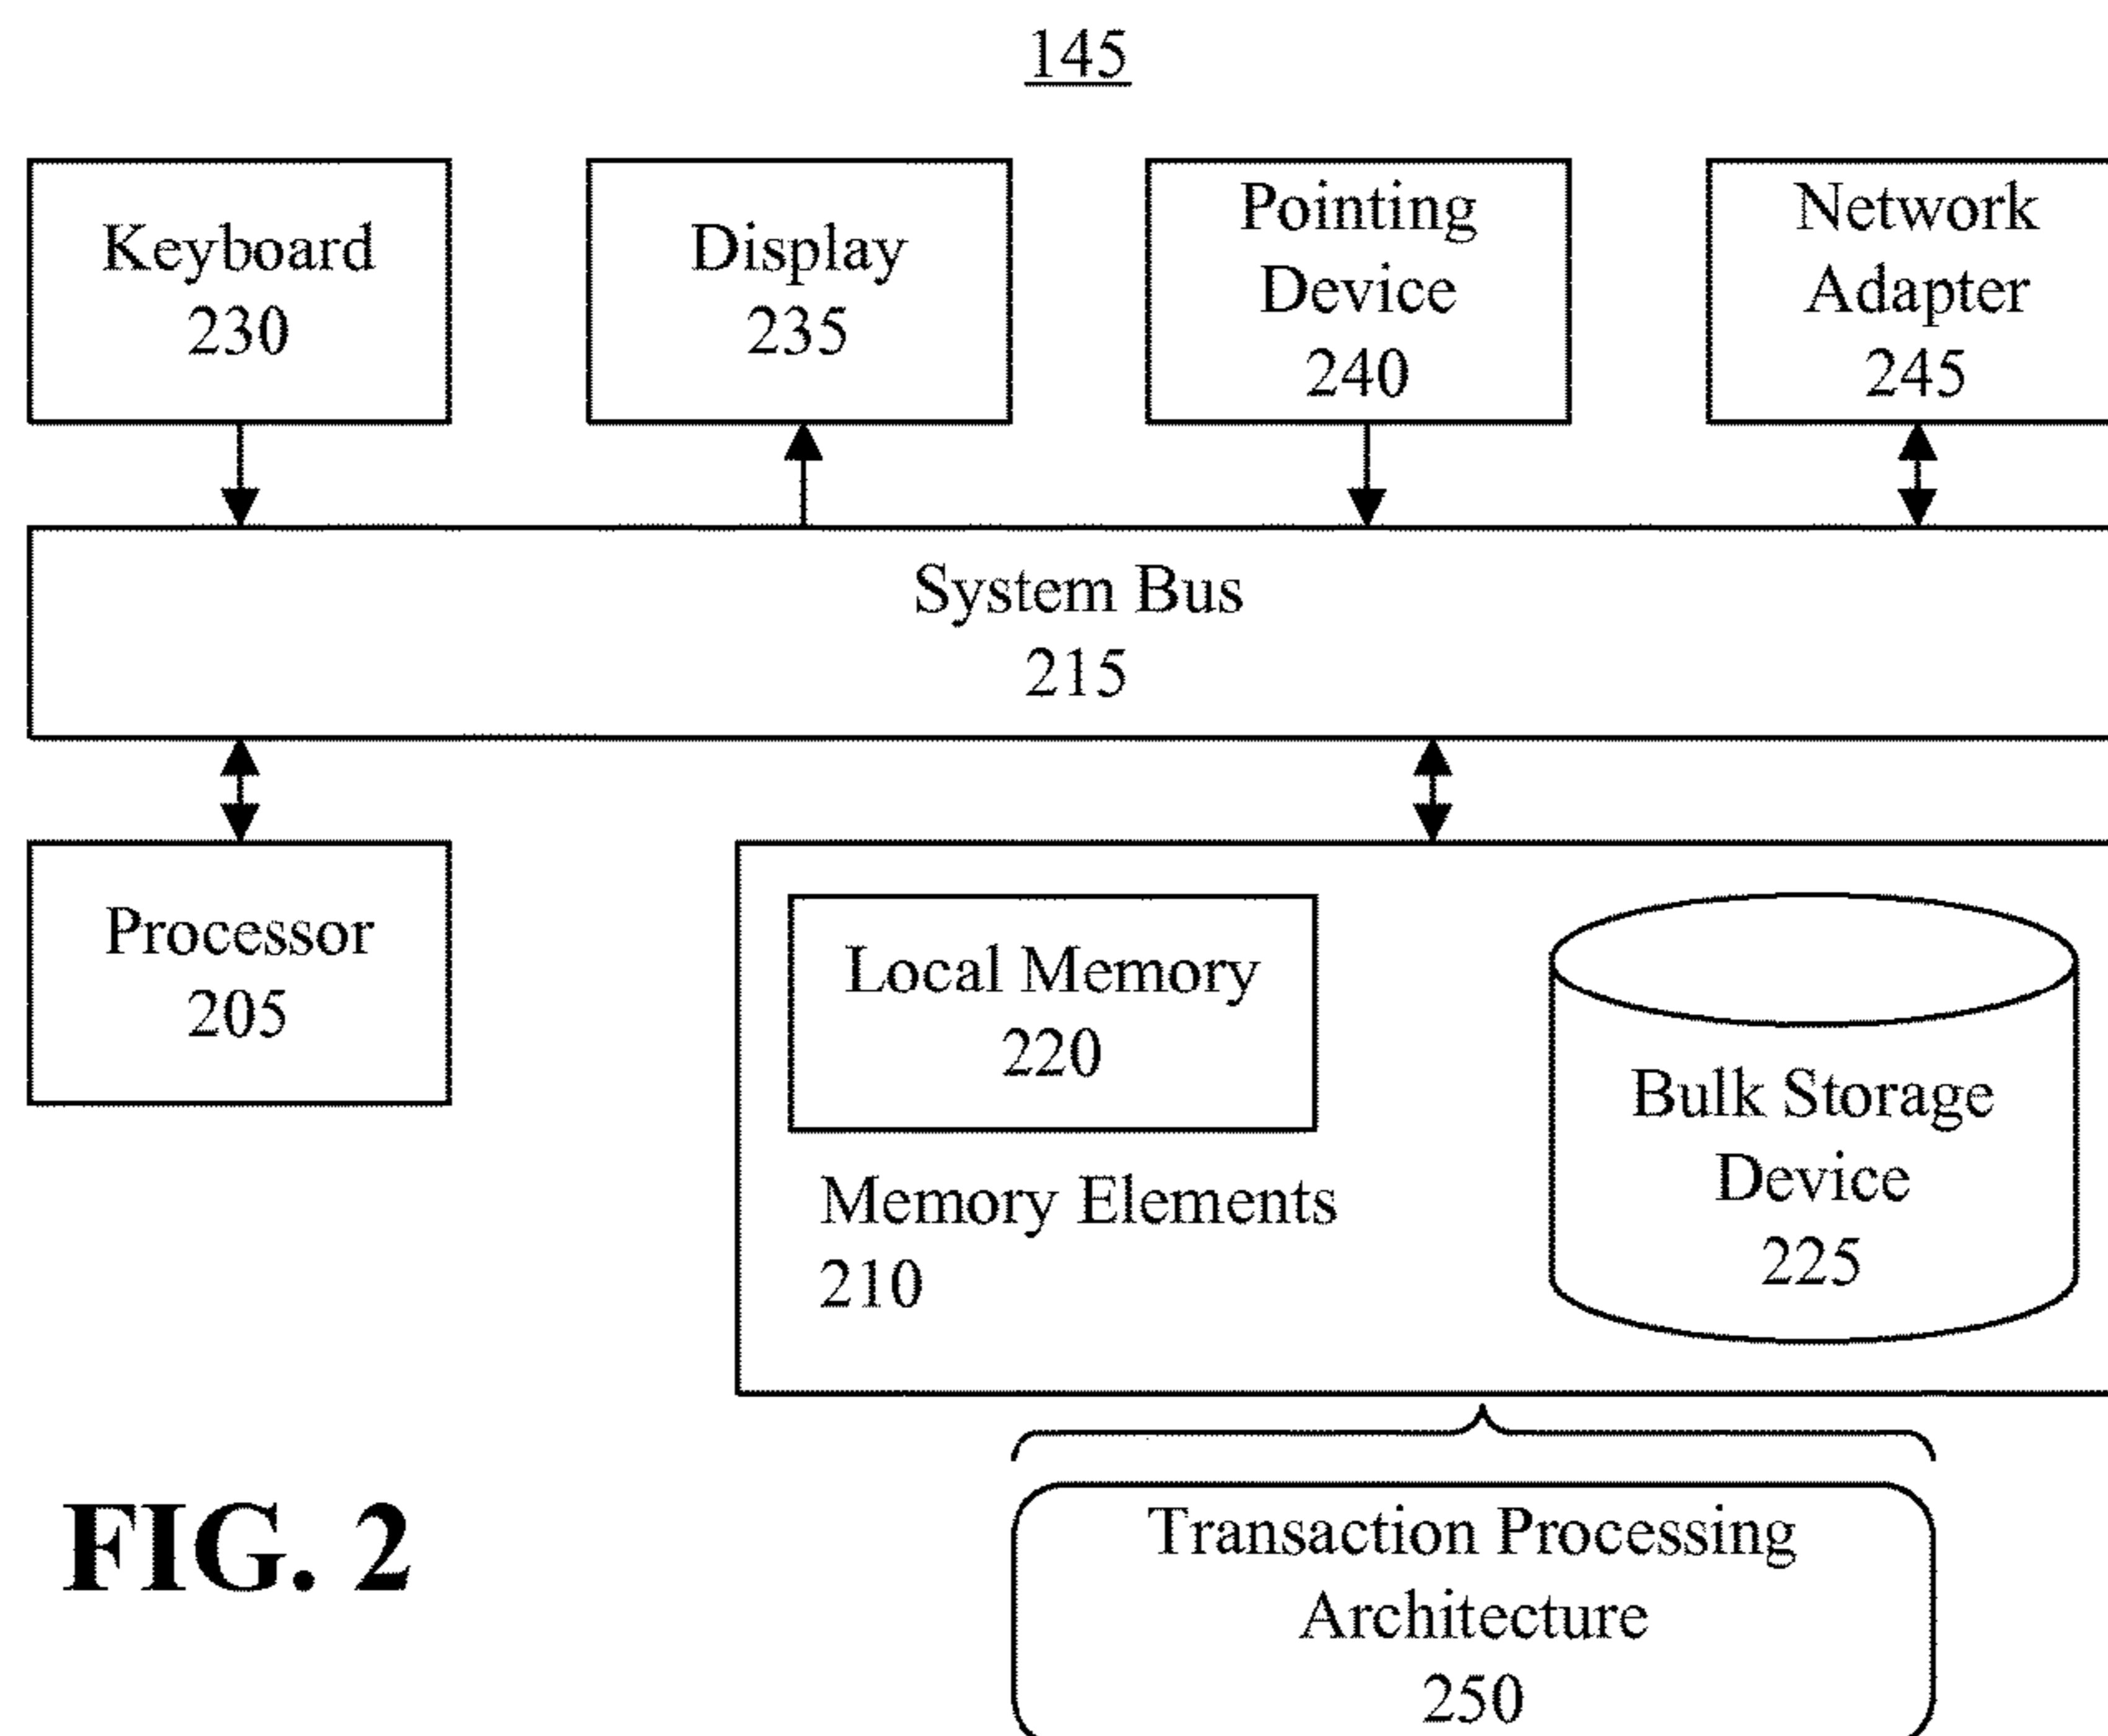 145
Keyboard
230
Display
235
Pointing
Device
240
Network
Adapter
245
System Bus
215
Processor
205
Local Memory
220
Memory Elements
210
Bulk Storage
Device
225
FIG. 2
Transaction Processing
Architecture
250